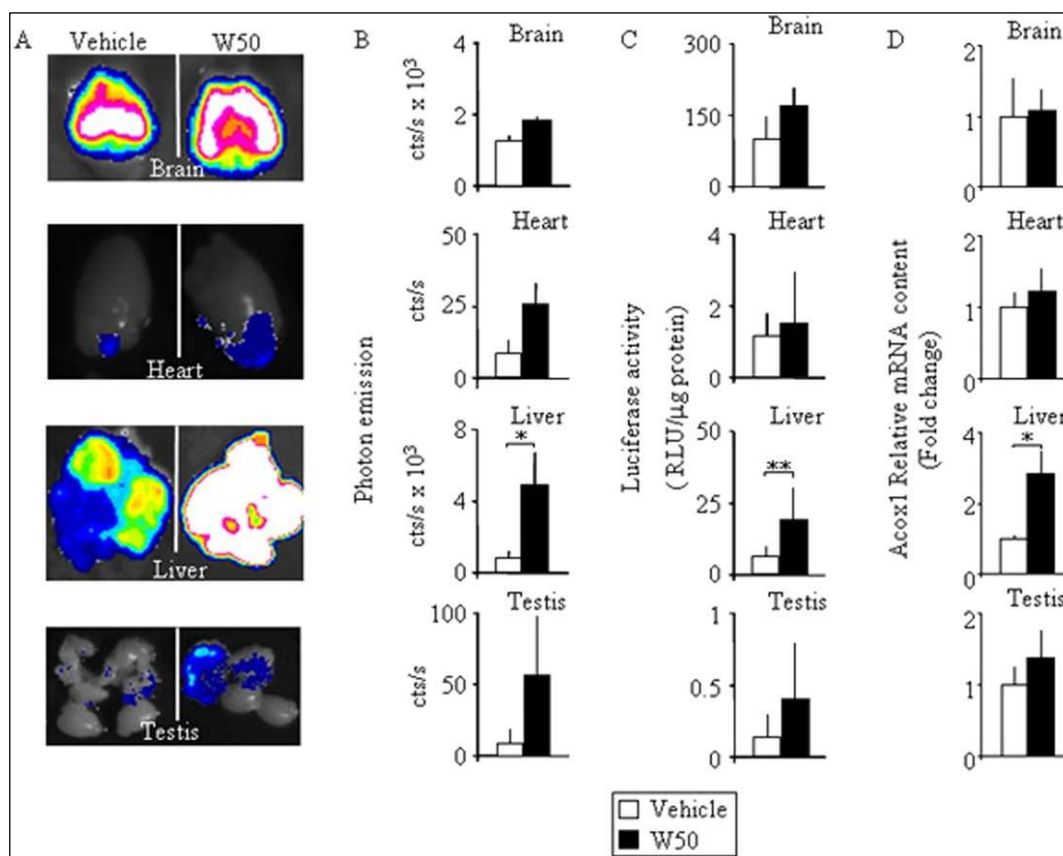 A
Vehicle W50
Brain
Heart
Liver
Testis
B
Photon emission
Brain
cts/s x 10³
4
2
0
Heart
cts/s
50
25
0
Liver
cts/s x 10³
8
4
0
*
Testis
cts/s
100
50
0
C
Luciferase activity
( RLU/µg protein)
Brain
300
150
0
Heart
4
2
0
Liver
50
25
0
**
Testis
1
0.5
0
D
Acox1 Relative mRNA content
(Fold change)
Brain
2
1
0
Heart
2
1
0
Liver
4
2
0
*
Testis
2
1
0
Vehicle
W50